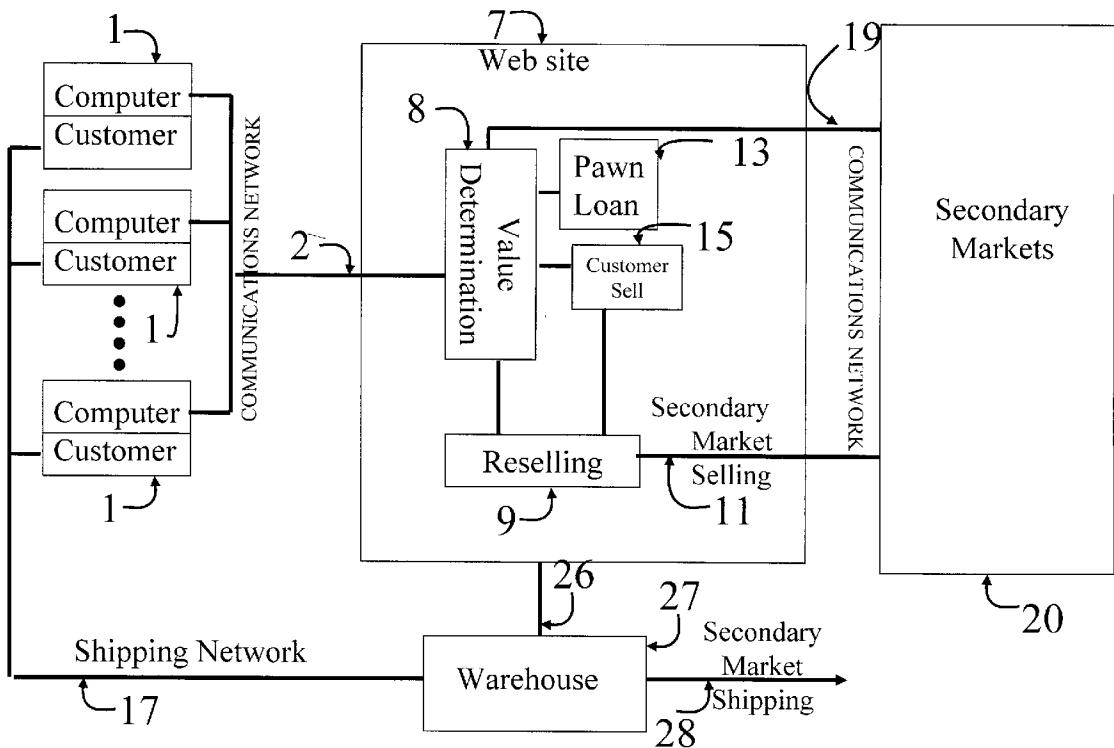 1
Computer
Customer
Computer
Customer
1
Computer
Customer
1
COMMUNICATIONS NETWORK
2
7
Web site
8
Value
Determination
Pawn
Loan
13
15
Customer
Sell
Reselling
9
Secondary
Market
Selling
11
19
COMMUNICATIONS NETWORK
Secondary
Markets
20
26
27
Shipping Network
17
Warehouse
Secondary
Market
Shipping
28